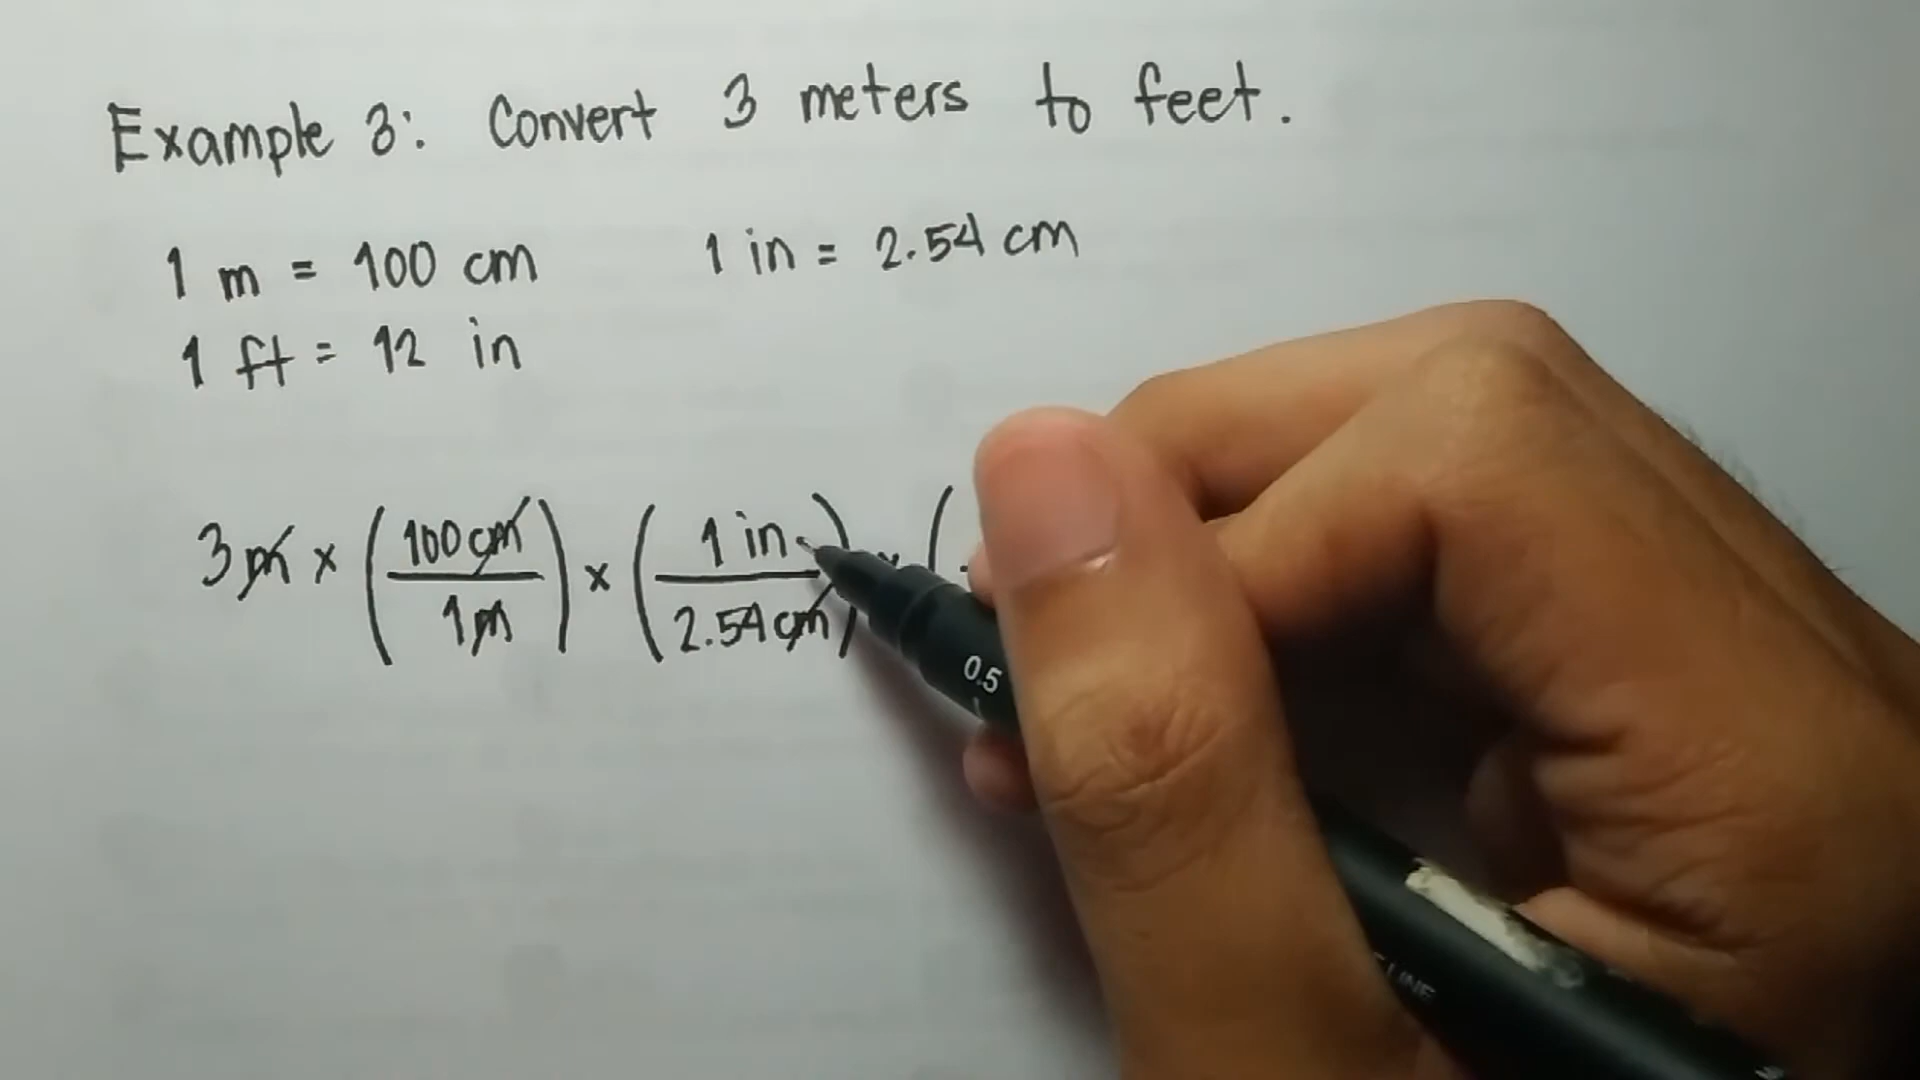 Example 3: Convert 3 meters to feet.
1 m = 100 cm 1 in = 2.54 cm
1 ft = 12 in
3 m x (100 cm / 1 m) x (1 in / 2.54 cm) x (
0.5